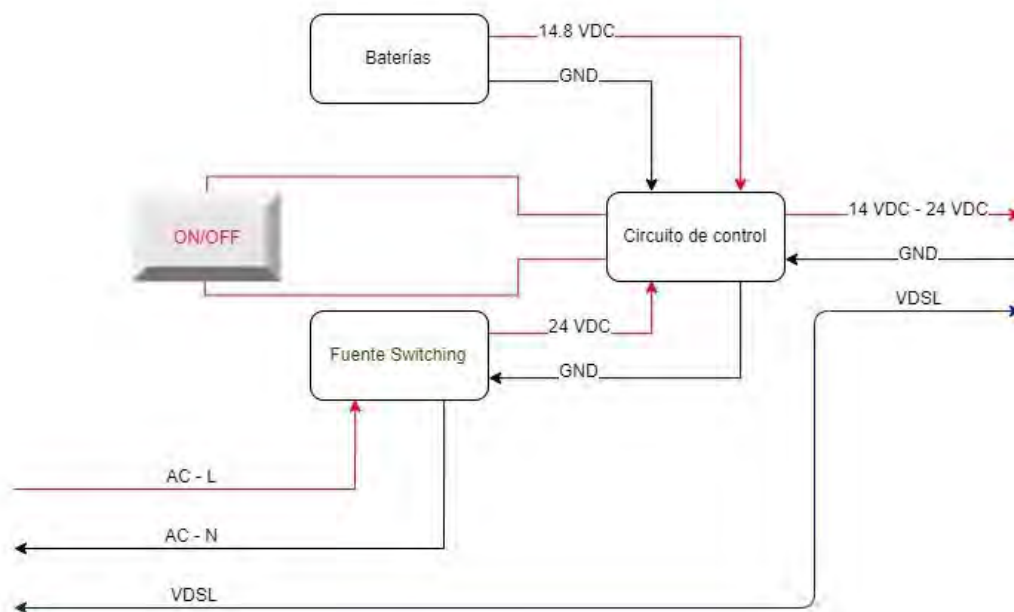 14.8 VDC
Baterías
GND
ON/OFF
Circuito de control
14 VDC - 24 VDC
GND
VDSL
24 VDC
Fuente Switching
GND
AC - L
AC - N
VDSL